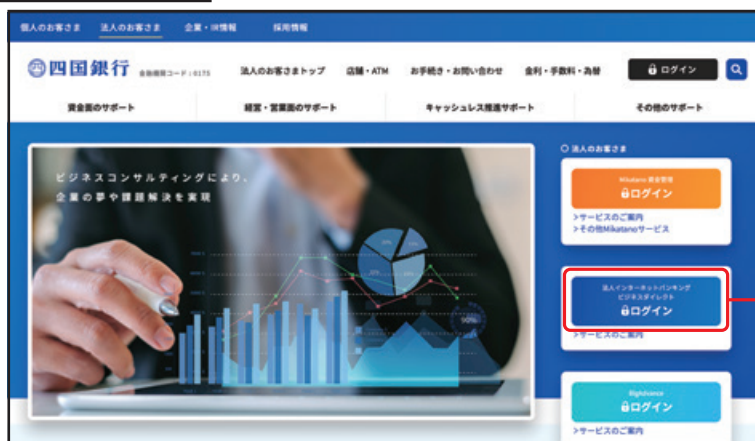 個人のお客さま 法人のお客さま 企業・IR情報 採用情報
四国銀行 金融機関コード:0175 法人のお客さまトップ 店舗・ATM お手続き・お問い合わせ 金利・手数料・為替 ログイン
資金面のサポート 経営・営業面のサポート キャッシュレス推進サポート その他のサポート
ビジネスコンサルティングにより、
企業の夢や課題解決を実現
法人のお客さま
Mikatano 資金管理
ログイン
>サービスのご案内
>その他Mikatanoサービス
法人インターネットバンキング
ビジネスダイレクト
ログイン
>サービスのご案内
BigAdvance
ログイン
>サービスのご案内
50%